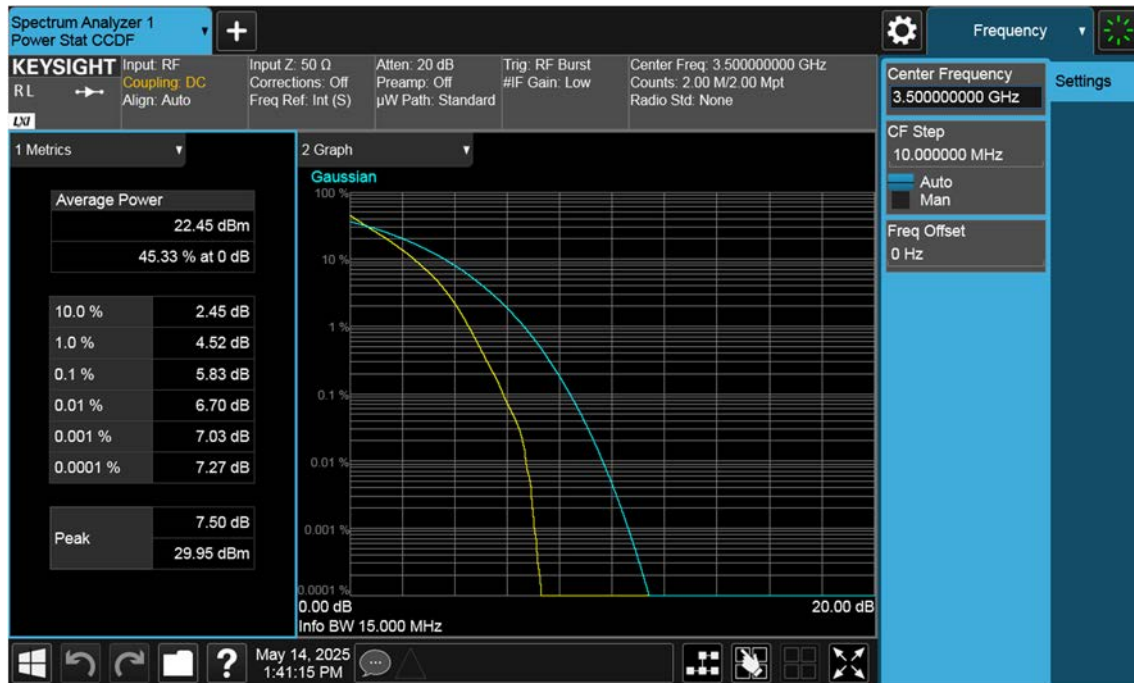 Spectrum Analyzer 1
Power Stat CCDF
+
Frequency
KEYSIGHT
RL
LXI
Input: RF
Coupling: DC
Align: Auto
Input Z: 50 Ω
Corrections: Off
Freq Ref: Int (S)
Atten: 20 dB
Preamp: Off
µW Path: Standard
Trig: RF Burst
#IF Gain: Low
Center Freq: 3.500000000 GHz
Counts: 2.00 M/2.00 Mpt
Radio Std: None
Center Frequency
3.500000000 GHz
Settings
CF Step
10.000000 MHz
Auto
Man
Freq Offset
0 Hz
1 Metrics
Average Power
22.45 dBm
45.33 % at 0 dB
10.0 % 2.45 dB
1.0 % 4.52 dB
0.1 % 5.83 dB
0.01 % 6.70 dB
0.001 % 7.03 dB
0.0001 % 7.27 dB
Peak
7.50 dB
29.95 dBm
2 Graph
Gaussian
100 %
10 %
1 %
0.1 %
0.01 %
0.001 %
0.0001 %
0.00 dB 20.00 dB
Info BW 15.000 MHz
?
May 14, 2025
1:41:15 PM